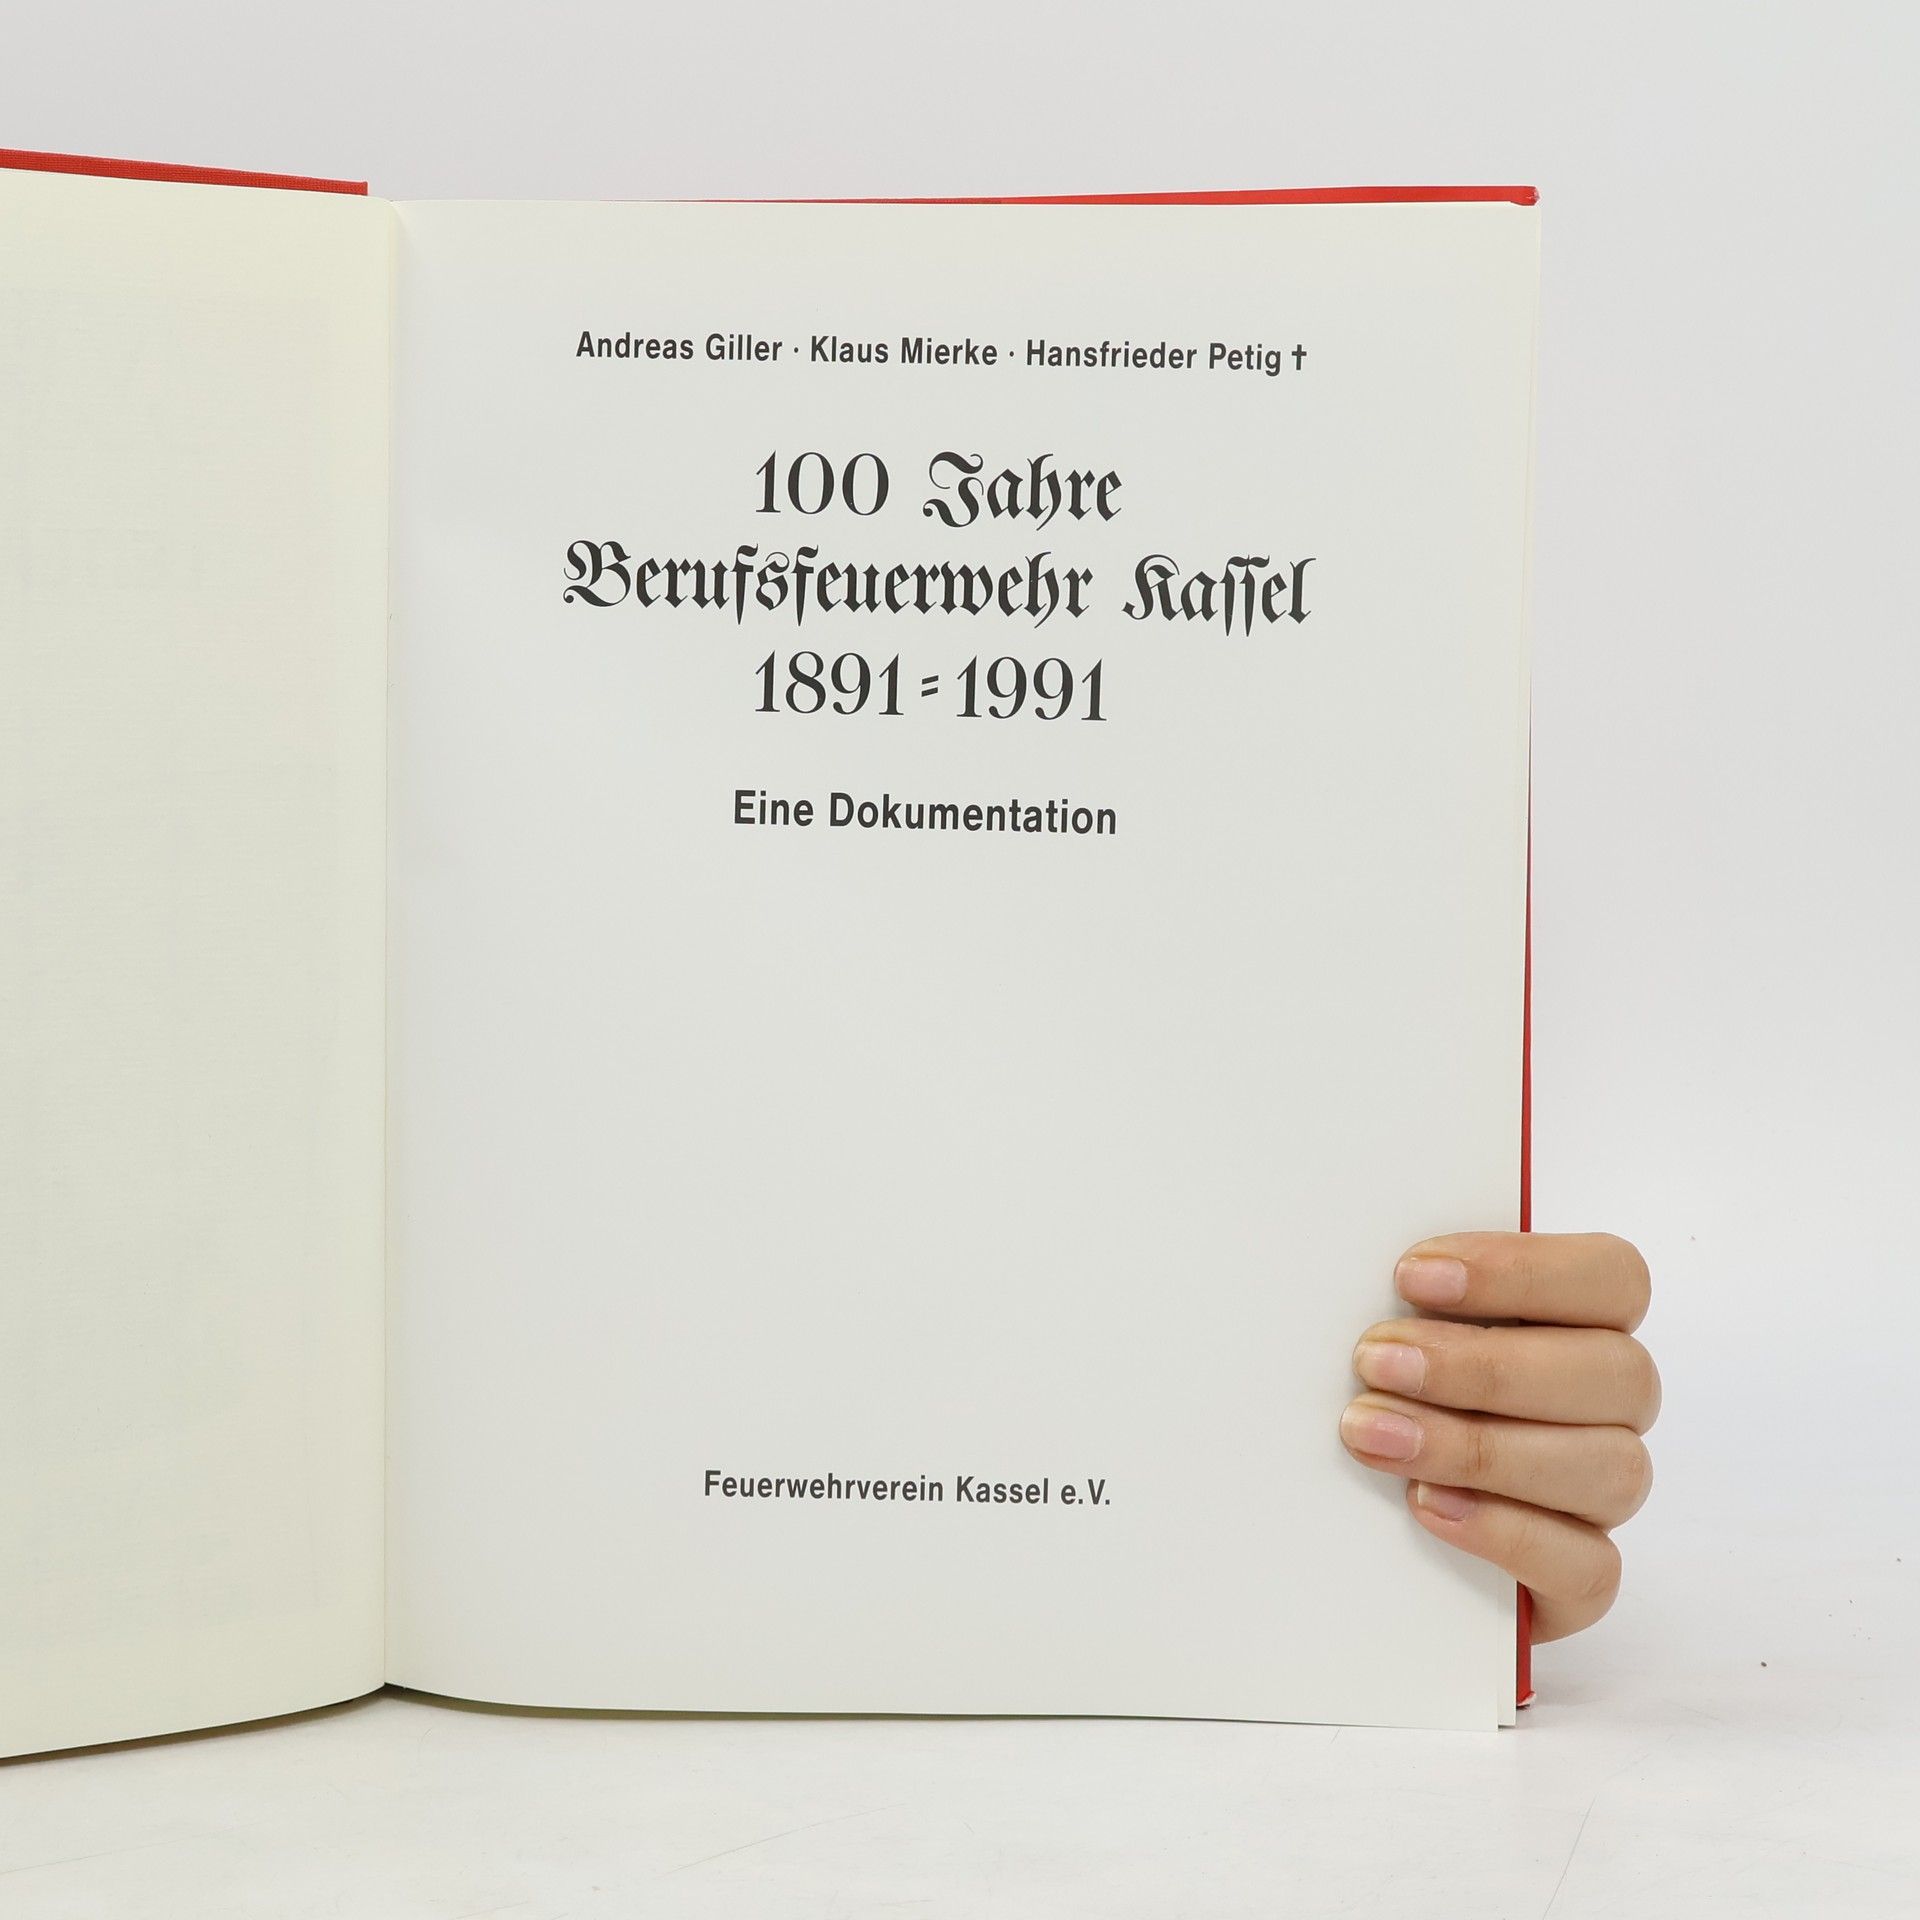 Andreas Giller · Klaus Mierke · Hansfrieder Petig †
100 Jahre
Berufsfeuerwehr Kaſſel
1891⸗1991
Eine Dokumentation
Feuerwehrverein Kassel e.V.